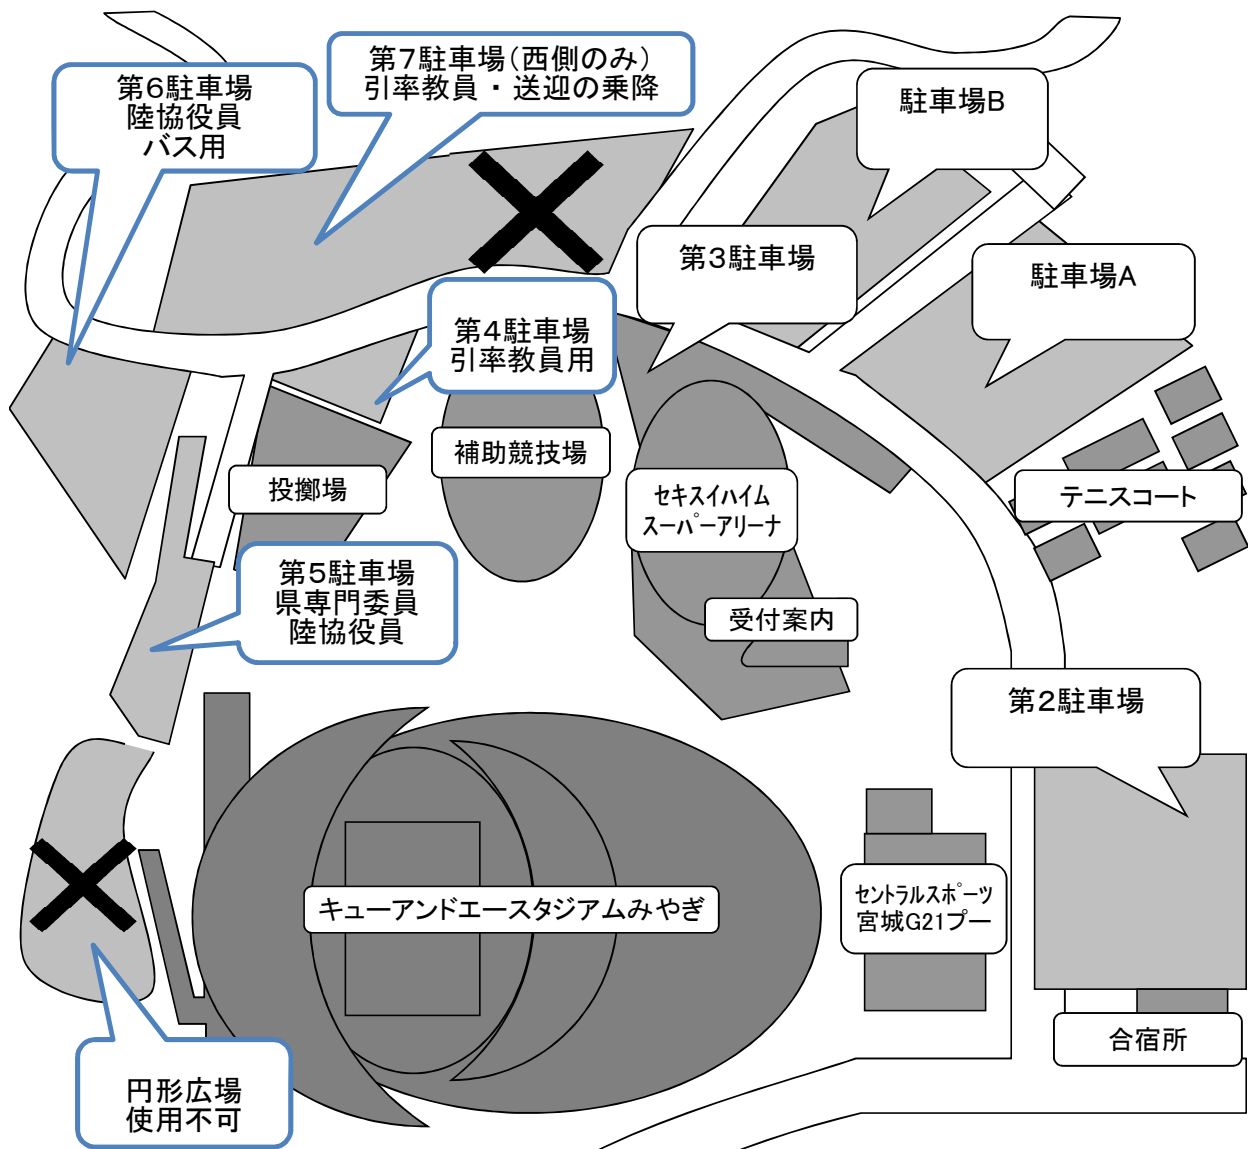 第7駐車場(西側のみ)
引率教員・送迎の乗降
第6駐車場
陸協役員
バス用
駐車場B
第3駐車場
駐車場A
第4駐車場
引率教員用
補助競技場
投擲場
セキスイハイム
スーパーアリーナ
テニスコート
第5駐車場
県専門委員
陸協役員
受付案内
第2駐車場
キューアンドエースタジアムみやぎ
セントラルスポーツ
宮城G21プー
合宿所
円形広場
使用不可